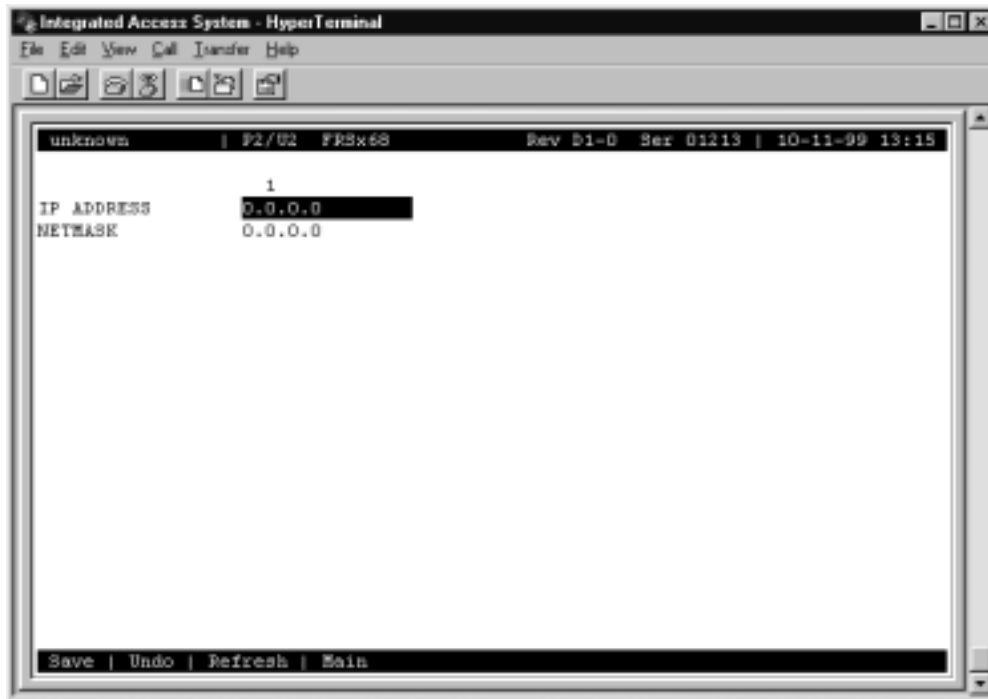 Integrated Access System - HyperTerminal
File Edit View Call Transfer Help
unknown | P2/U2 FRSx68 Rev D1-0 Ser 01213 | 10-11-99 13:15
1
IP ADDRESS 0.0.0.0
NETMASK 0.0.0.0
Save | Undo | Refresh | Main